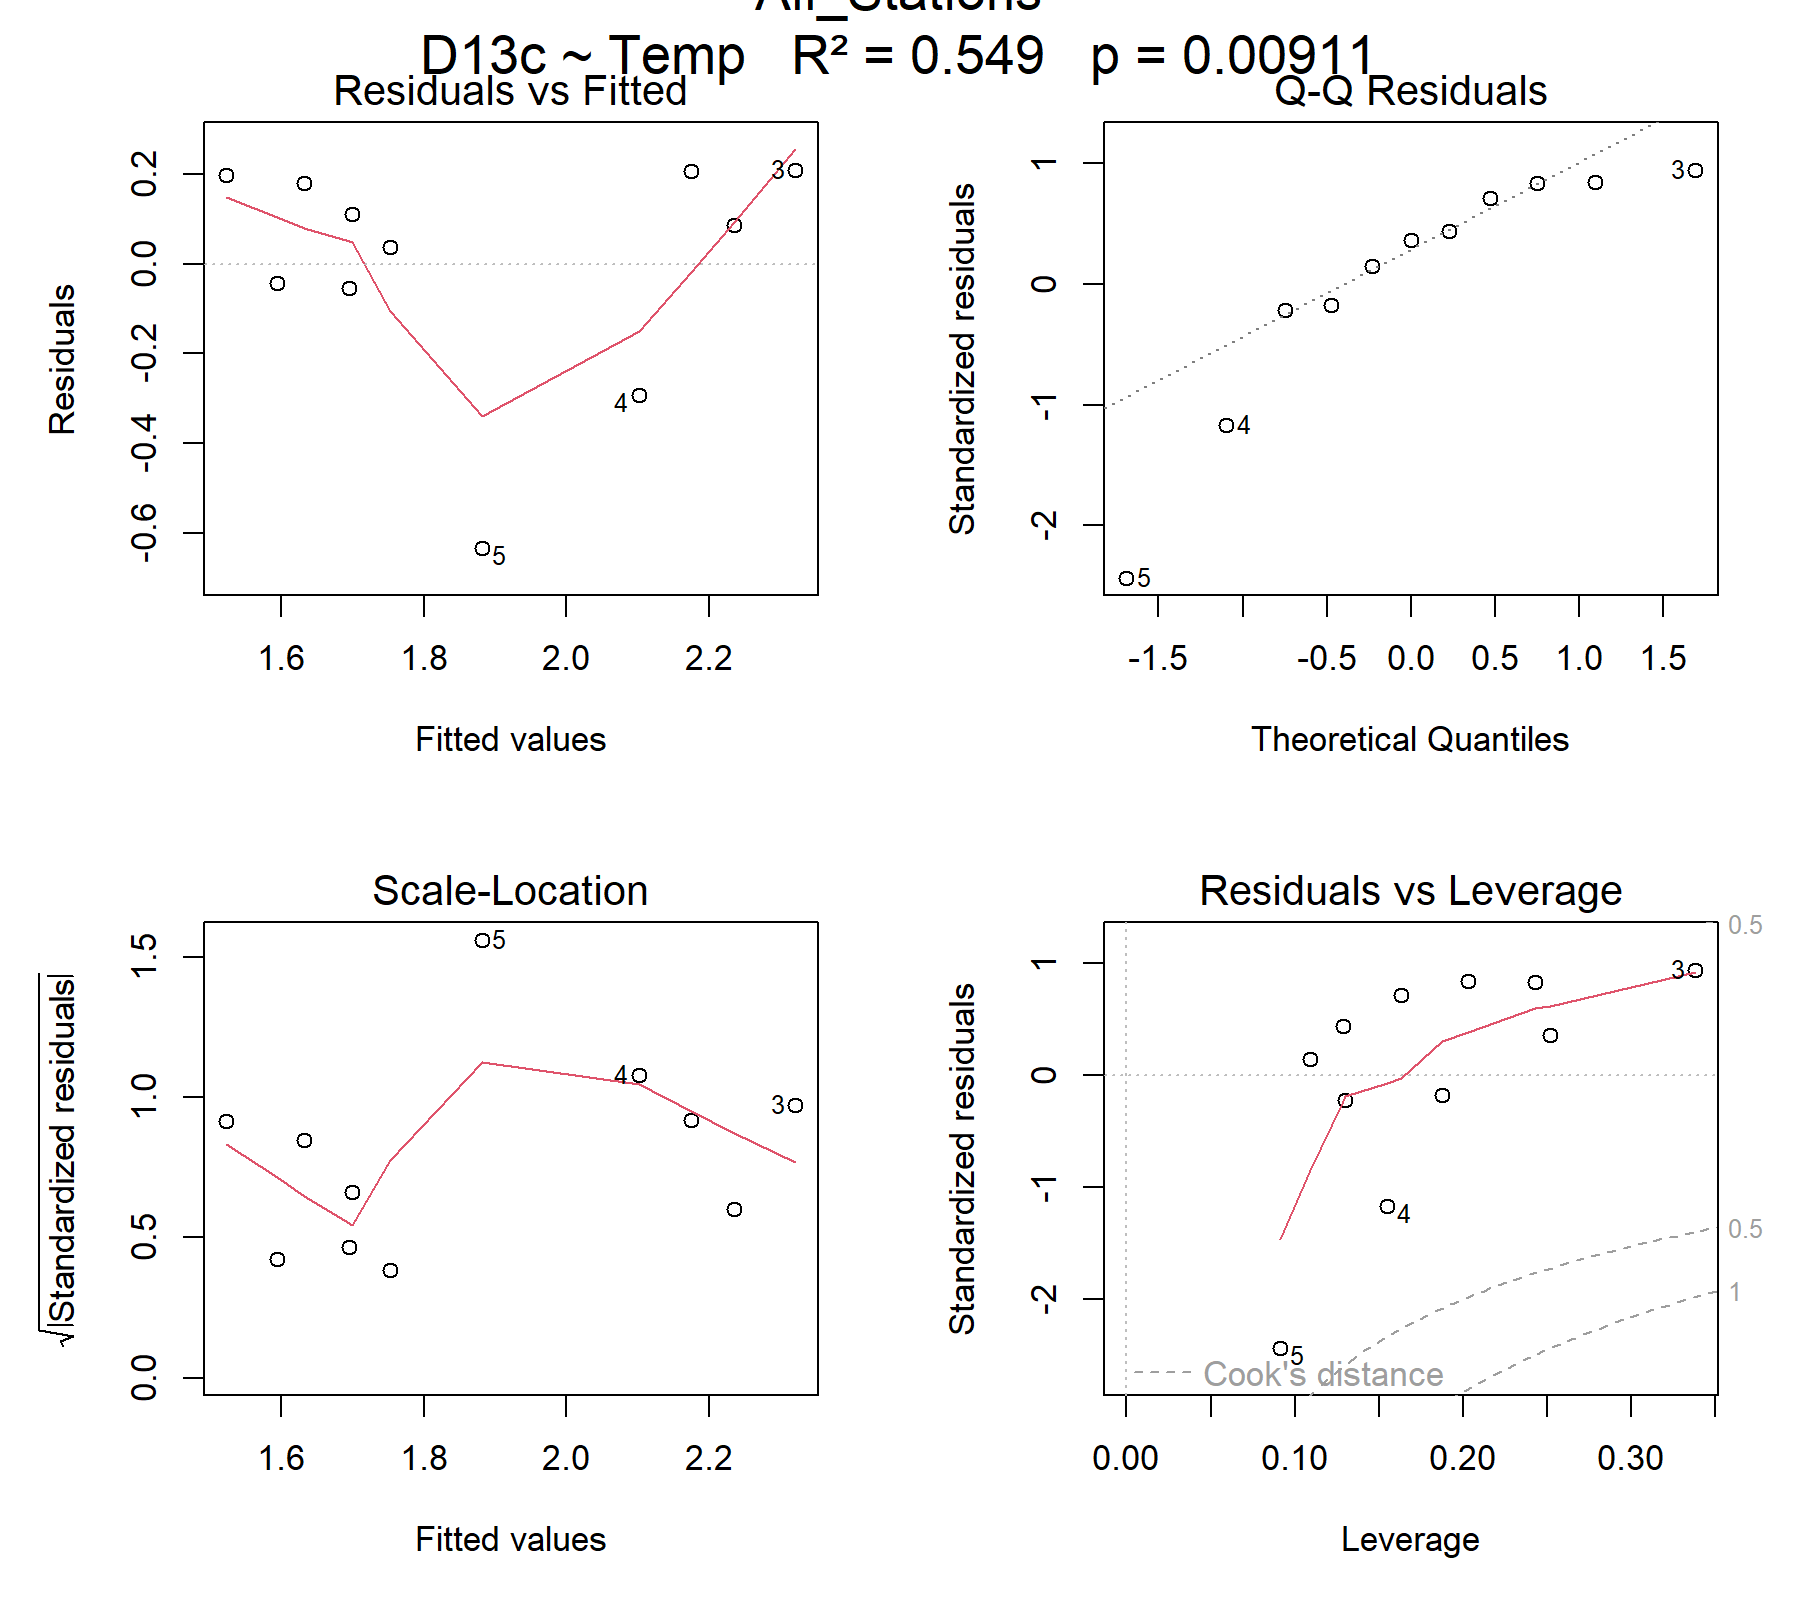 All_Stations
D13c ~ Temp R² = 0.549 p = 0.00911
Residuals vs Fitted
Residuals
0.2
0.0
-0.2
-0.4
-0.6
3
4
5
1.6 1.8 2.0 2.2
Fitted values
Q-Q Residuals
Standardized residuals
1
0
-1
-2
3
4
5
-1.5 -0.5 0.0 0.5 1.0 1.5
Theoretical Quantiles
Scale-Location
√|Standardized residuals|
1.5
1.0
0.5
0.0
5
4
3
1.6 1.8 2.0 2.2
Fitted values
Residuals vs Leverage
Standardized residuals
1
0
-1
-2
0.5
3
4
0.5
1
5
Cook's distance
0.00 0.10 0.20 0.30
Leverage